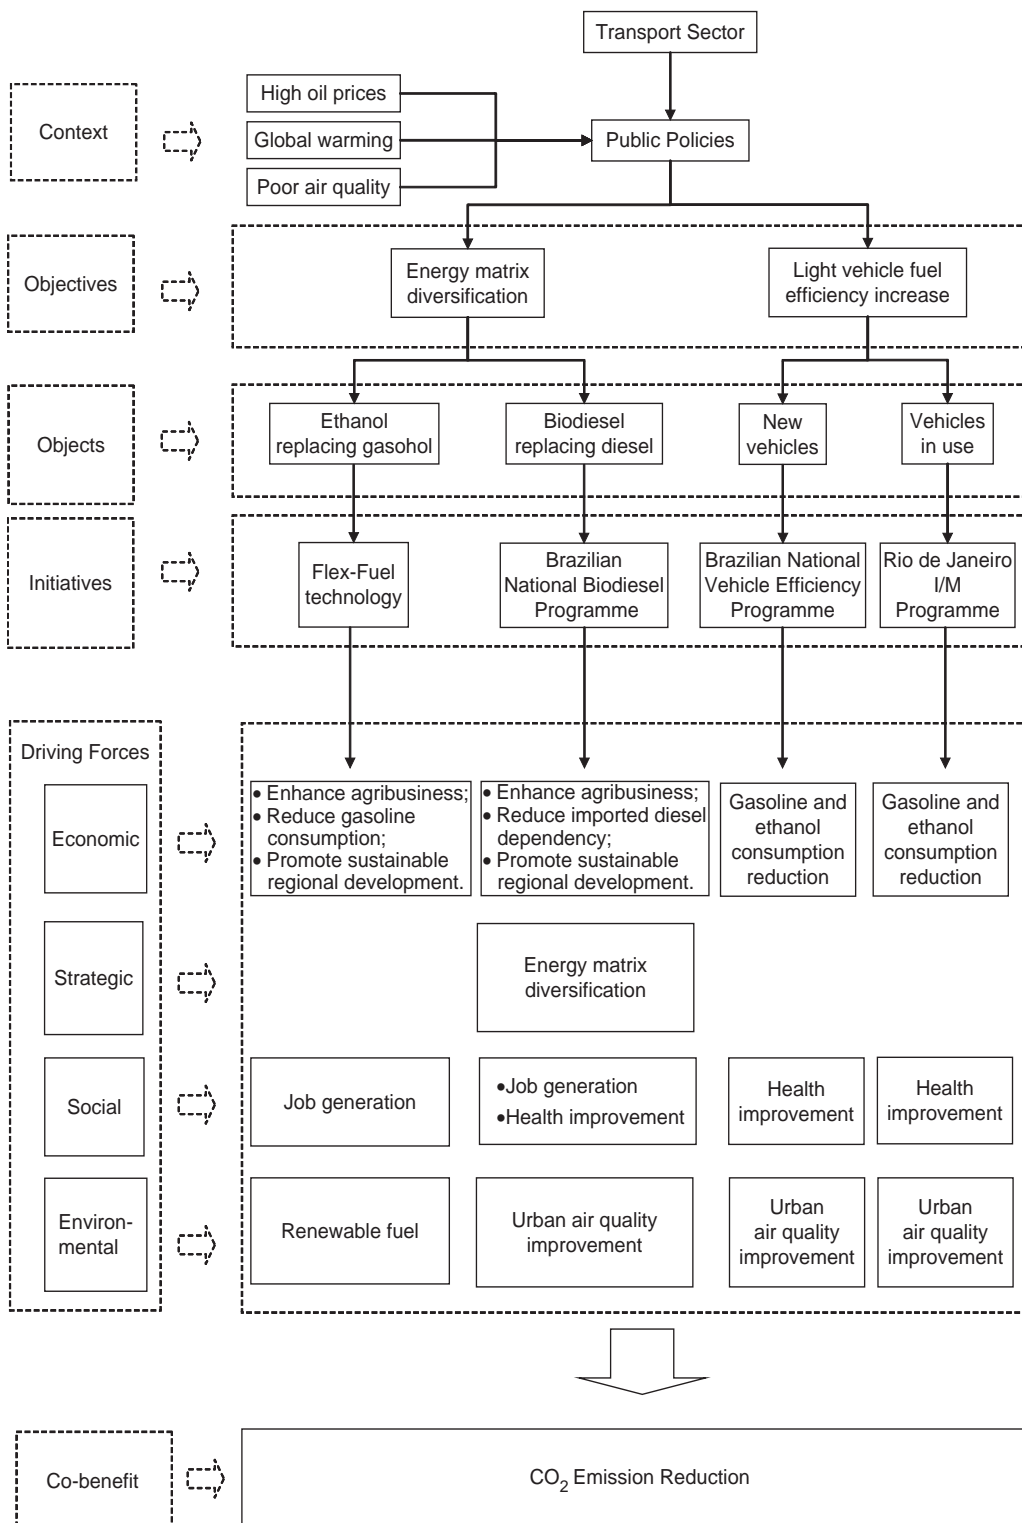 Transport Sector
Context
High oil prices
Global warming
Poor air quality
Public Policies
Objectives
Energy matrix
diversification
Light vehicle fuel
efficiency increase
Objects
Ethanol
replacing gasohol
Biodiesel
replacing diesel
New
vehicles
Vehicles
in use
Initiatives
Flex-Fuel
technology
Brazilian
National Biodiesel
Programme
Brazilian National
Vehicle Efficiency
Programme
Rio de Janeiro
I/M
Programme
Driving Forces
Economic
• Enhance agribusiness;
• Reduce gasoline
consumption;
• Promote sustainable
regional development.
• Enhance agribusiness;
• Reduce imported diesel
dependency;
• Promote sustainable
regional development.
Gasoline and
ethanol
consumption
reduction
Gasoline and
ethanol
consumption
reduction
Strategic
Energy matrix
diversification
Social
Job generation
•Job generation
•Health improvement
Health
improvement
Health
improvement
Environ-
mental
Renewable fuel
Urban air quality
improvement
Urban
air quality
improvement
Urban
air quality
improvement
Co-benefit
CO2 Emission Reduction